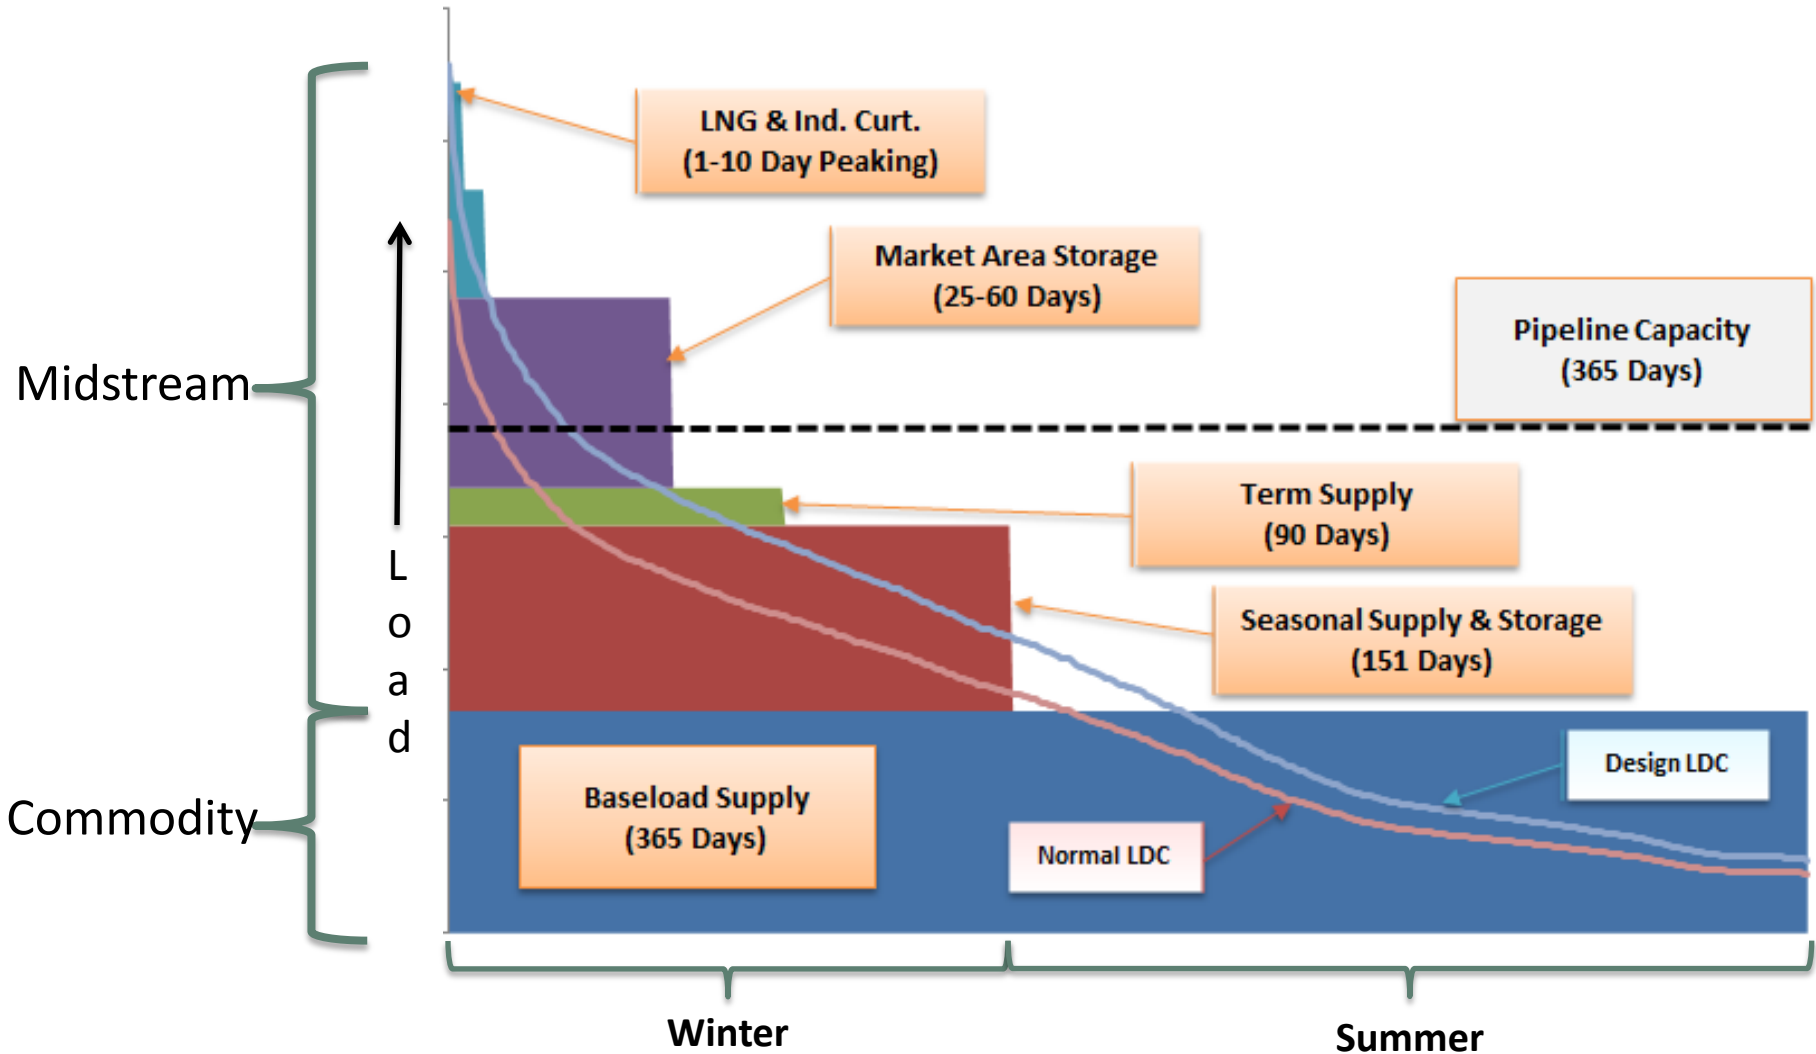 LNG & Ind. Curt.
(1-10 Day Peaking)
Market Area Storage
(25-60 Days)
Pipeline Capacity
(365 Days)
Midstream
Term Supply
(90 Days)
L
o
a
d
Seasonal Supply & Storage
(151 Days)
Design LDC
Baseload Supply
(365 Days)
Commodity
Normal LDC
Winter
Summer